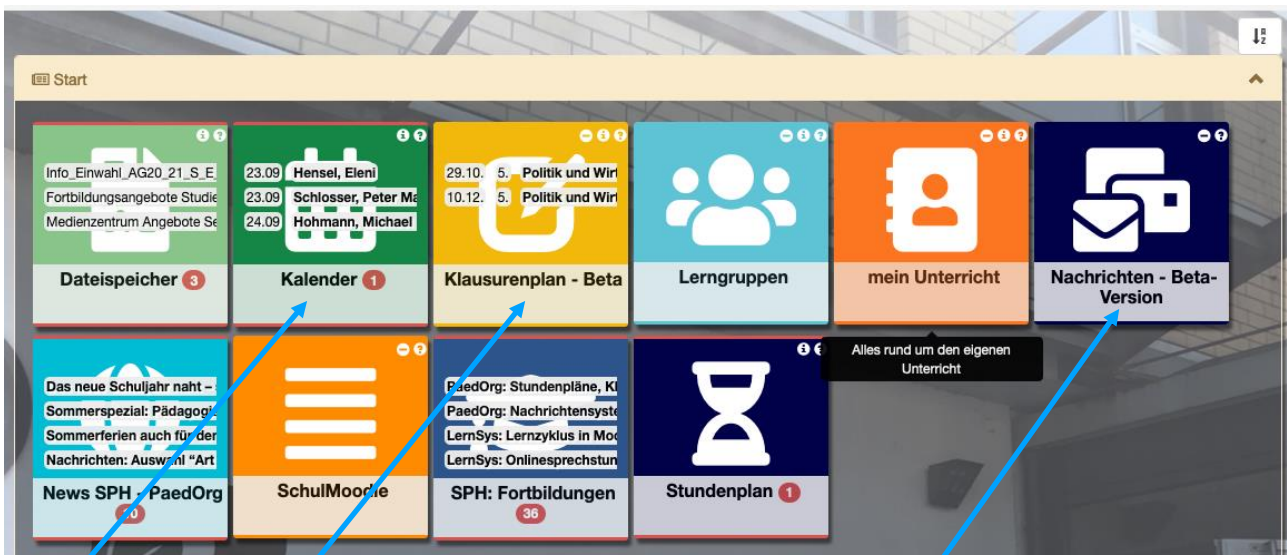 Start
Info_Einwahl_AG20_21_S_E_
Fortbildungsangebote Studie
Medienzentrum Angebote Se
Dateispeicher 3
23.09 Hensel, Eleni
23.09 Schlosser, Peter Ma
24.09 Hohmann, Michael
Kalender 1
29.10. 5. Politik und Wirt
10.12. 5. Politik und Wirt
Klausurenplan - Beta
Lerngruppen
mein Unterricht
Nachrichten - Beta-
Version
Alles rund um den eigenen
Unterricht
Das neue Schuljahr naht –
Sommerspezial: Pädagogi
Sommerferien auch für der
Nachrichten: Auswahl “Art
News SPH - PaedOrg
SchulMoodle
PaedOrg: Stundenpläne, Kl
PaedOrg: Nachrichtensyste
LernSys: Lernzyklus in Moo
LernSys: Onlinesprechstun
SPH: Fortbildungen
36
Stundenplan 1